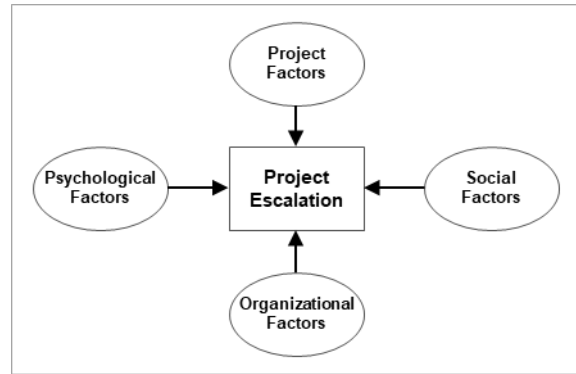 Project
Factors
Psychological
Factors
Project
Escalation
Social
Factors
Organizational
Factors